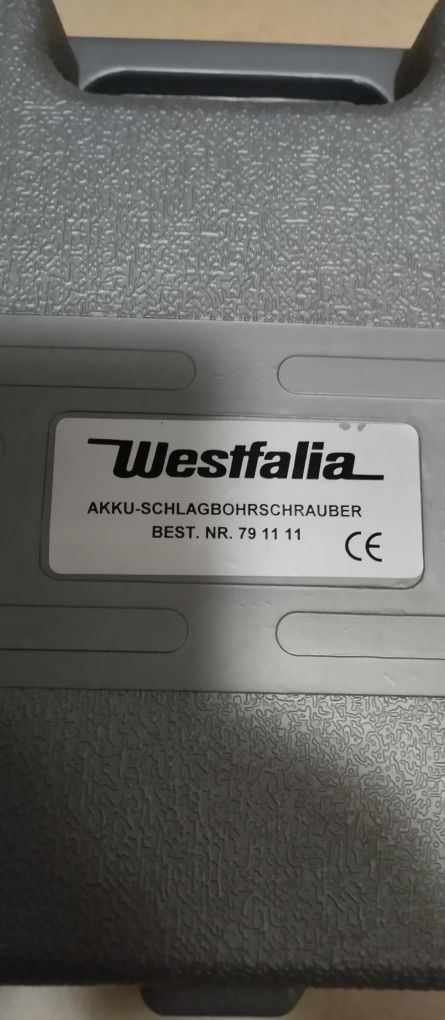 Westfalia
AKKU-SCHLAGBOHRSCHRAUBER
BEST. NR. 79 11 11
CE